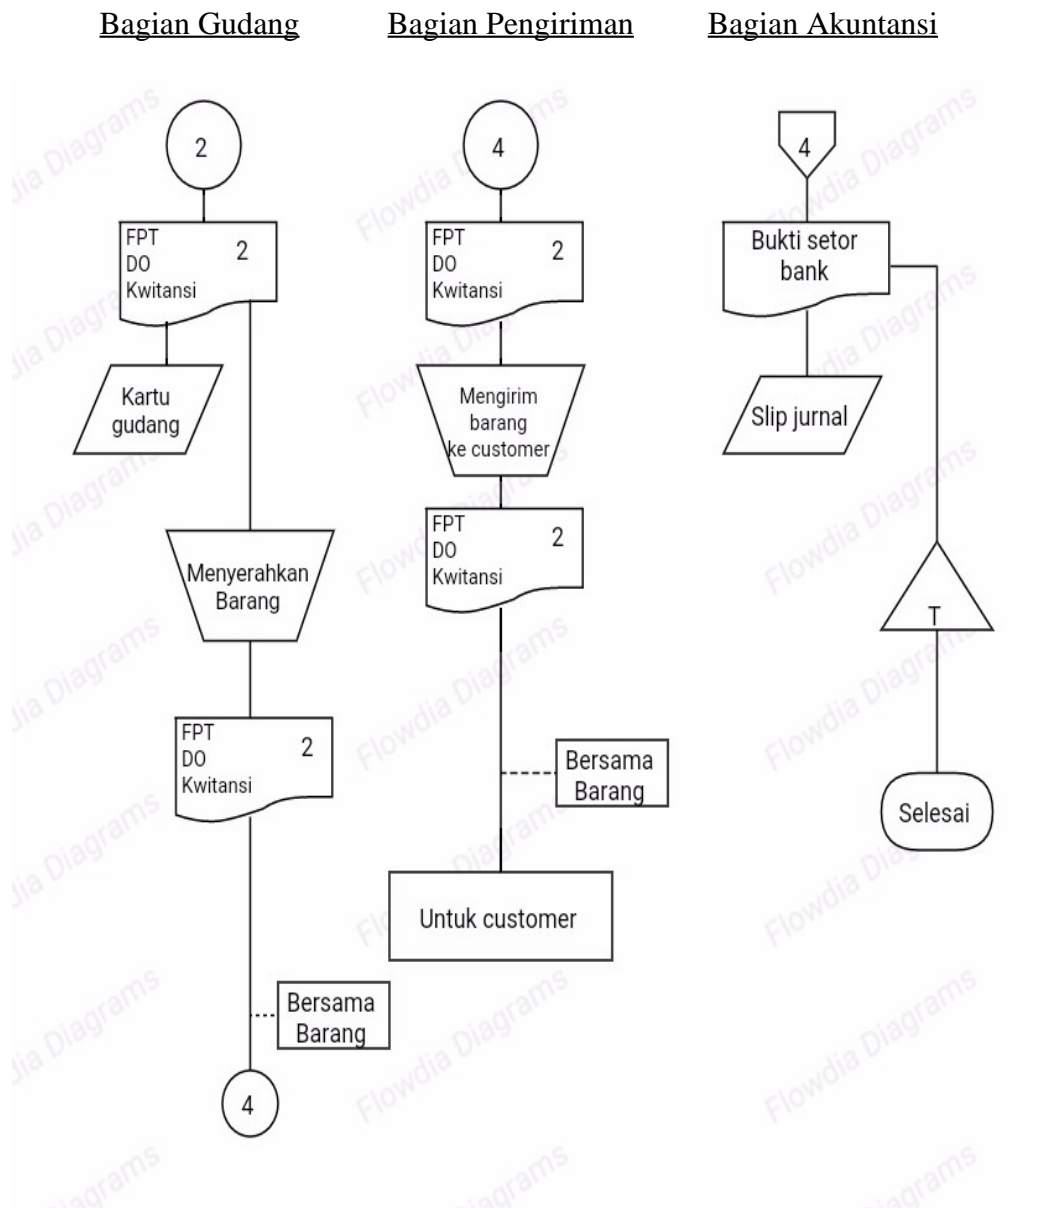 Bagian Gudang
Bagian Pengiriman
Bagian Akuntansi
2
FPT
DO
Kwitansi
2
Kartu
gudang
Menyerahkan
Barang
FPT
DO
Kwitansi
2
Bersama
Barang
4
4
FPT
DO
Kwitansi
2
Mengirim
barang
ke customer
FPT
DO
Kwitansi
2
Bersama
Barang
Untuk customer
4
Bukti setor
bank
Slip jurnal
T
Selesai
Flowdia Diagrams